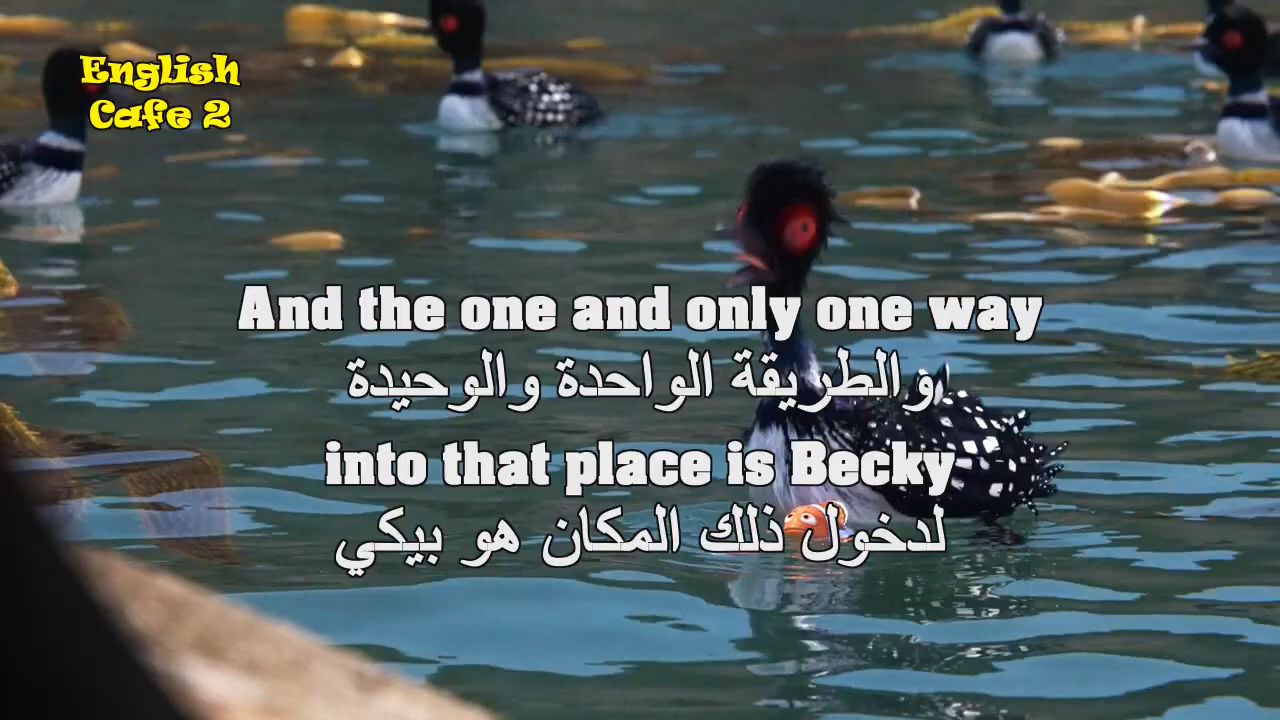 English
Cafe 2
And the one and only one way
والطريقة الواحدة والوحيدة
into that place is Becky
لدخول ذلك المكان هو بيكي